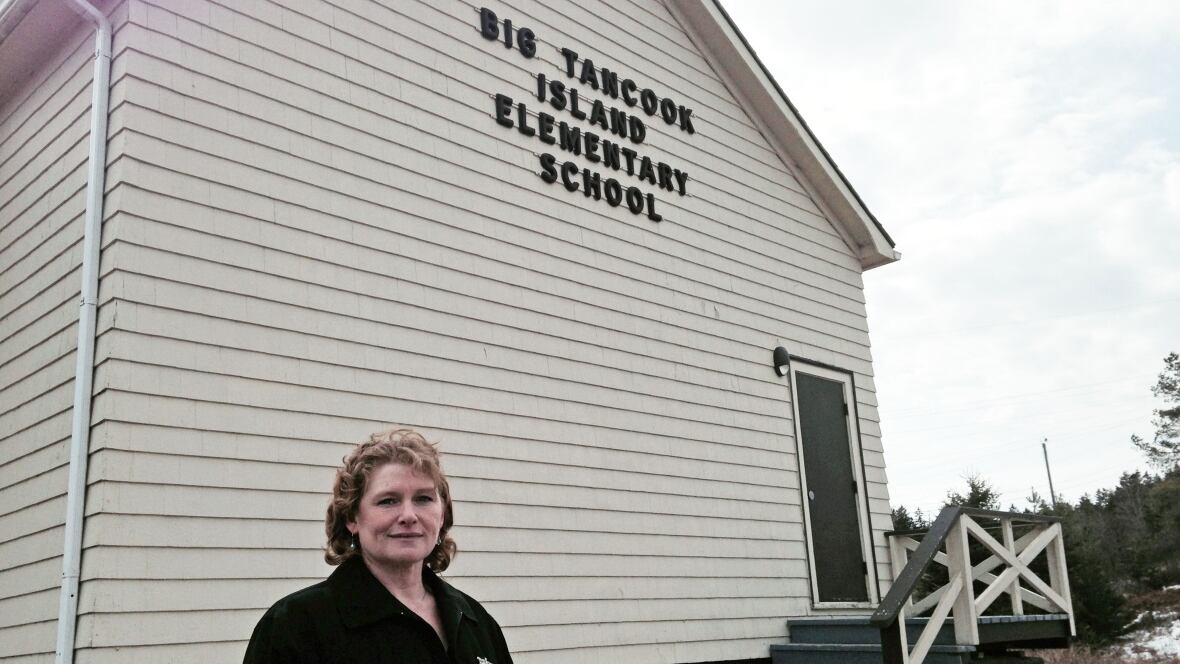 BIG TANCOOK
ISLAND
ELEMENTARY
SCHOOL